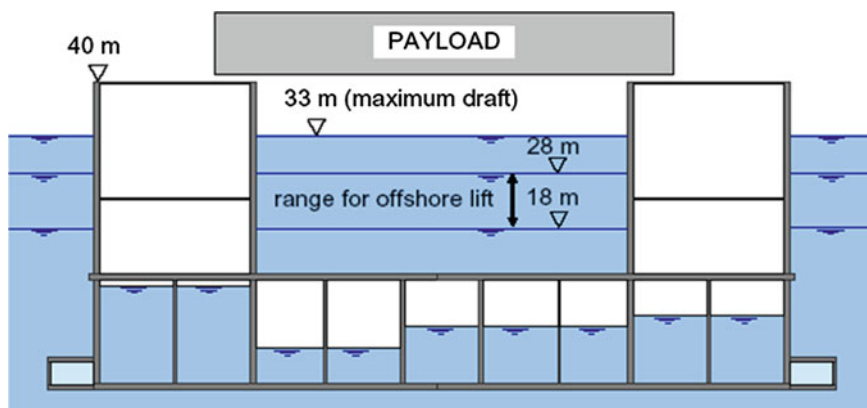 PAYLOAD
40 m
33 m (maximum draft)
28 m
range for offshore lift
18 m